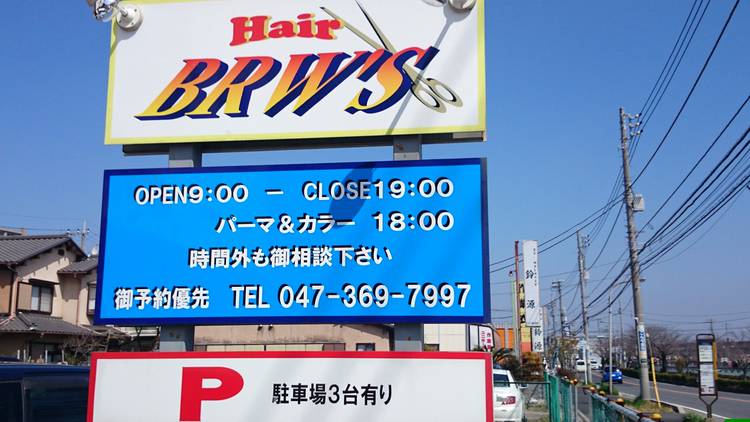 Hair
BRW'S
OPEN9:00 － CLOSE19:00
パーマ＆カラー 18:00
時間外も御相談下さい
御予約優先 TEL 047-369-7997
P 駐車場3台有り
鈴源